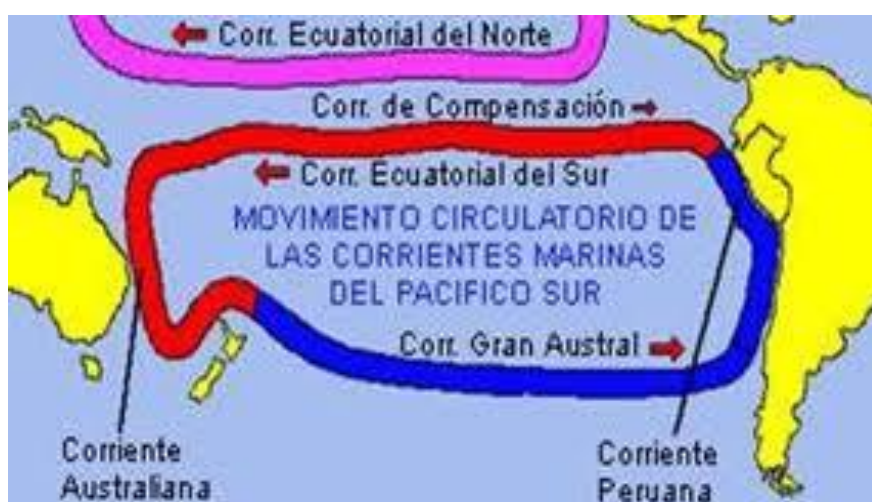 Corr. Ecuatorial del Norte
Corr. de Compensación
Corr. Ecuatorial del Sur
MOVIMIENTO CIRCULATORIO DE
LAS CORRIENTES MARINAS
DEL PACIFICO SUR
Corr. Gran Austral
Corriente
Australiana
Corriente
Peruana